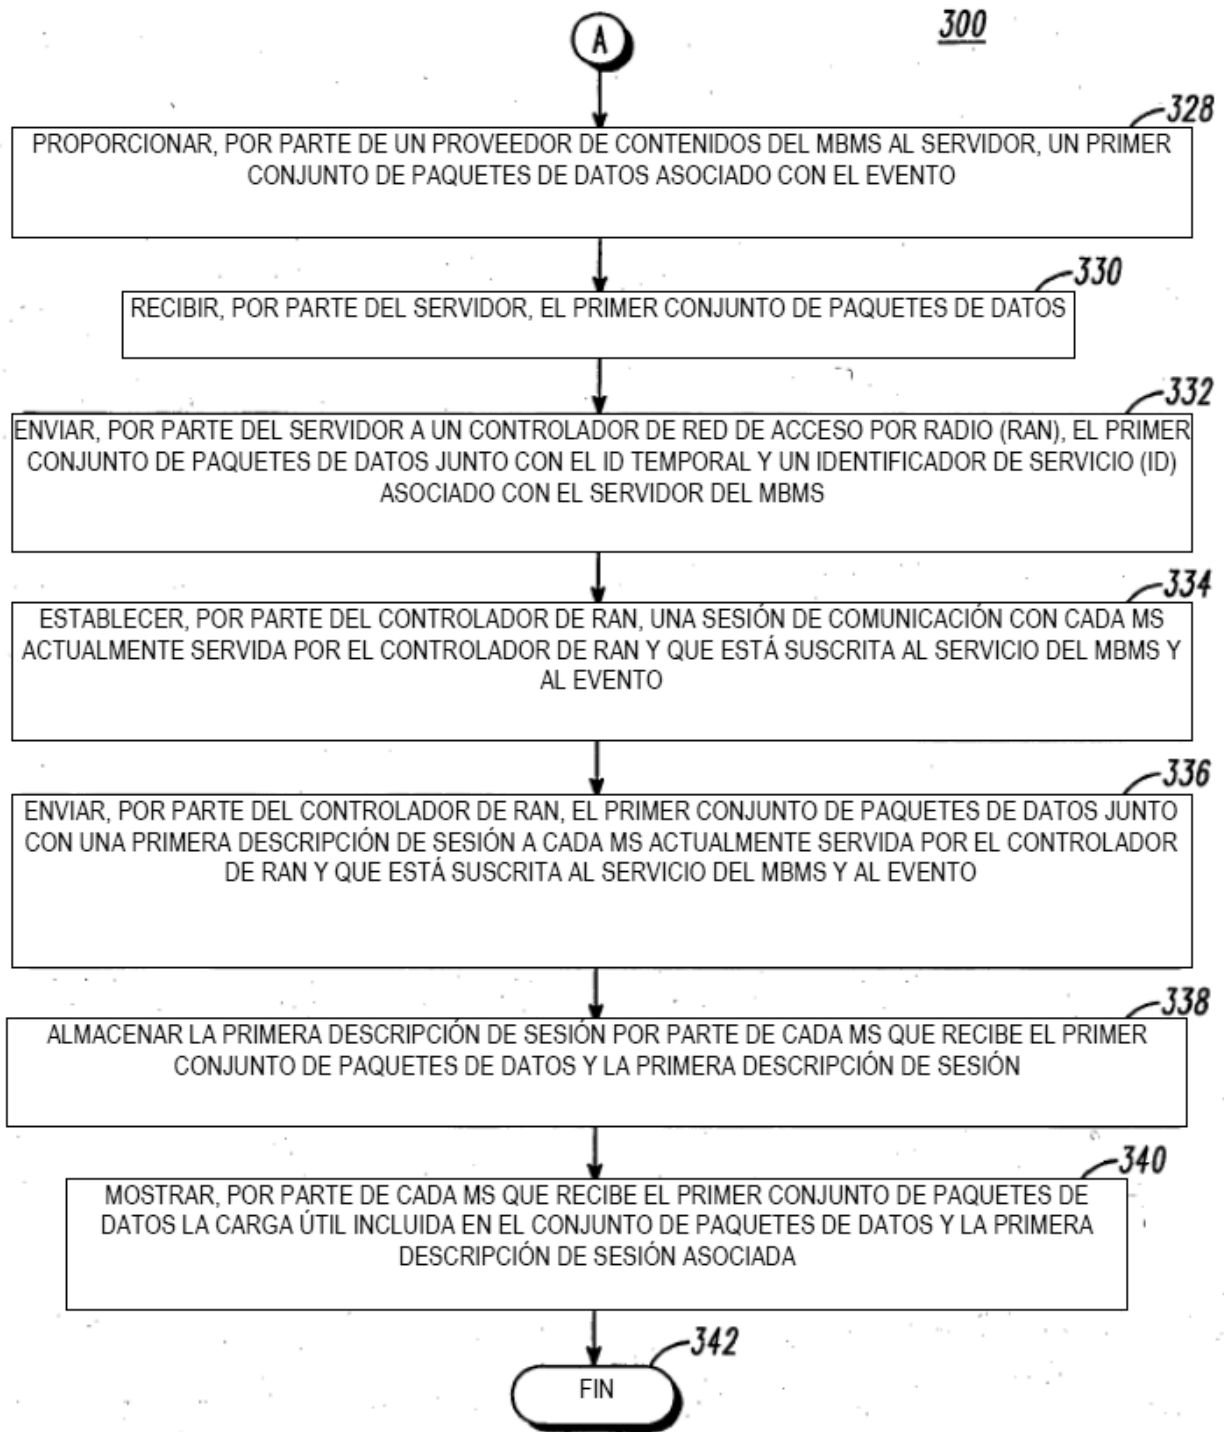 A
300
328
PROPORCIONAR, POR PARTE DE UN PROVEEDOR DE CONTENIDOS DEL MBMS AL SERVIDOR, UN PRIMER
CONJUNTO DE PAQUETES DE DATOS ASOCIADO CON EL EVENTO
330
RECIBIR, POR PARTE DEL SERVIDOR, EL PRIMER CONJUNTO DE PAQUETES DE DATOS
332
ENVIAR, POR PARTE DEL SERVIDOR A UN CONTROLADOR DE RED DE ACCESO POR RADIO (RAN), EL PRIMER
CONJUNTO DE PAQUETES DE DATOS JUNTO CON EL ID TEMPORAL Y UN IDENTIFICADOR DE SERVICIO (ID)
ASOCIADO CON EL SERVIDOR DEL MBMS
334
ESTABLECER, POR PARTE DEL CONTROLADOR DE RAN, UNA SESIÓN DE COMUNICACIÓN CON CADA MS
ACTUALMENTE SERVIDA POR EL CONTROLADOR DE RAN Y QUE ESTÁ SUSCRITA AL SERVICIO DEL MBMS Y
AL EVENTO
336
ENVIAR, POR PARTE DEL CONTROLADOR DE RAN, EL PRIMER CONJUNTO DE PAQUETES DE DATOS JUNTO
CON UNA PRIMERA DESCRIPCIÓN DE SESIÓN A CADA MS ACTUALMENTE SERVIDA POR EL CONTROLADOR
DE RAN Y QUE ESTÁ SUSCRITA AL SERVICIO DEL MBMS Y AL EVENTO
338
ALMACENAR LA PRIMERA DESCRIPCIÓN DE SESIÓN POR PARTE DE CADA MS QUE RECIBE EL PRIMER
CONJUNTO DE PAQUETES DE DATOS Y LA PRIMERA DESCRIPCIÓN DE SESIÓN
340
MOSTRAR, POR PARTE DE CADA MS QUE RECIBE EL PRIMER CONJUNTO DE PAQUETES DE
DATOS LA CARGA ÚTIL INCLUIDA EN EL CONJUNTO DE PAQUETES DE DATOS Y LA PRIMERA
DESCRIPCIÓN DE SESIÓN ASOCIADA
342
FIN